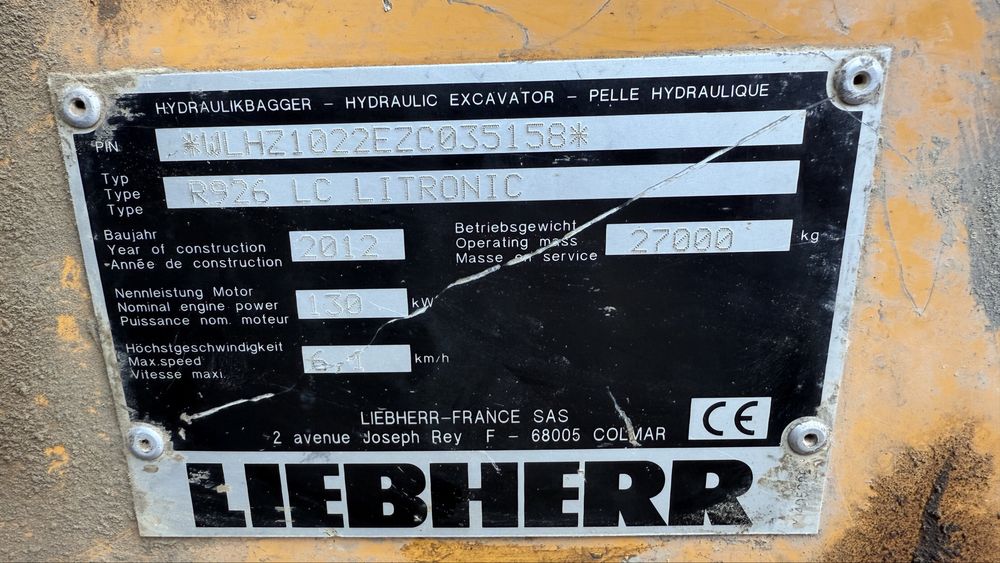 HYDRAULIKBAGGER – HYDRAULIC EXCAVATOR – PELLE HYDRAULIQUE
PIN *WLHZ1022EZC035158*
Typ
Type R926 LC LITRONIC
Type
Baujahr
Year of construction 2012
Année de construction
Betriebsgewicht
Operating mass 27000 kg
Masse en service
Nennleistung Motor
Nominal engine power 130 kW
Puissance nom. moteur
Höchstgeschwindigkeit
Max.speed 6,1 km/h
Vitesse maxi.
LIEBHERR-FRANCE SAS
2 avenue Joseph Rey F - 68005 COLMAR
CE
LIEBHERR